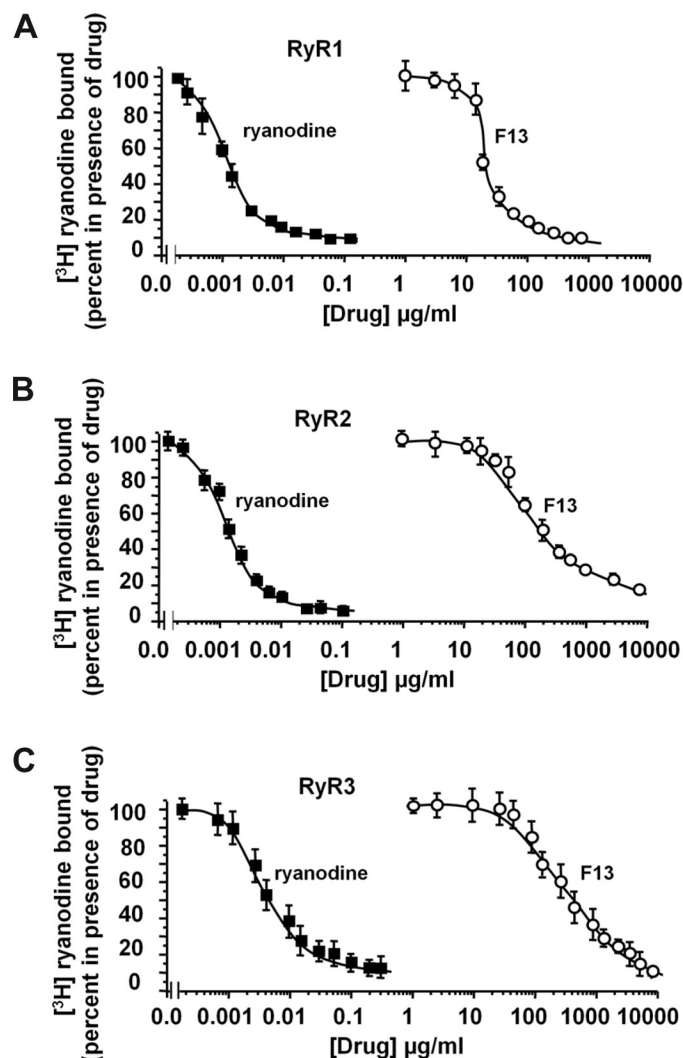 A
RyR1
[³H] ryanodine bound
(percent in presence of drug)
100
80
60
40
20
0
ryanodine
F13
0.0 0.001 0.01 0.1 1 10 100 1000 10000
[Drug] µg/ml
B
RyR2
[³H] ryanodine bound
(percent in presence of drug)
100
80
60
40
20
0
ryanodine
F13
0.0 0.001 0.01 0.1 1 10 100 1000 10000
[Drug] µg/ml
C
RyR3
[³H] ryanodine bound
(percent in presence of drug)
100
80
60
40
20
0
ryanodine
F13
0.0 0.001 0.01 0.1 1 10 100 1000 10000
[Drug] µg/ml